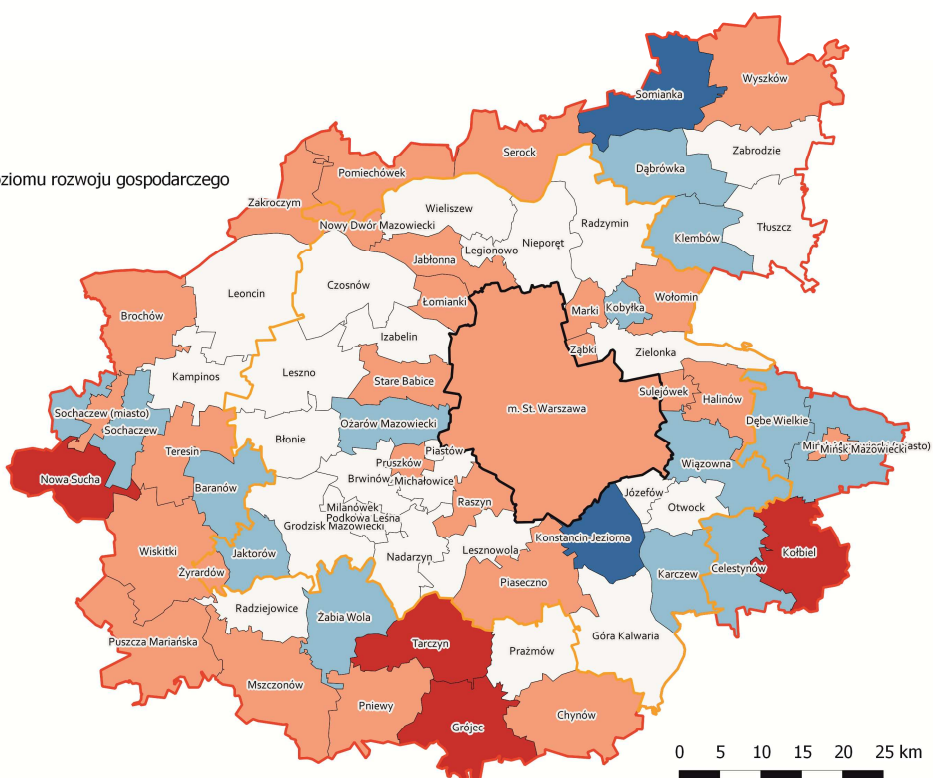 Wyszków
Somianka
Zabrodzie
Serock
Dąbrówka
oziomu rozwoju gospodarczego
Pomiechówek
Zakroczym
Wieliszew
Nowy Dwór Mazowiecki
Radzymin
Tłuszcz
Klembów
Nieporęt
Legionowo
Jabłonna
Czosnów
Leoncin
Łomianki
Wołomin
Marki
Kobyłka
Brochów
Izabelin
Ząbki
Zielonka
Leszno
Kampinos
Stare Babice
Sulejówek
Halinów
m. St. Warszawa
Sochaczew (miasto)
Ożarów Mazowiecki
Dębe Wielkie
Sochaczew
Błonie
Mińsk Mazowiecki
Teresin
Piastów
Pruszków
Wiązowna
Nowa Sucha
Brwinów
Michałowice
Baranów
Józefów
Raszyn
Milanówek
Otwock
Podkowa Leśna
Grodzisk Mazowiecki
Konstancin-Jeziorna
Wiskitki
Jaktorów
Lesznowola
Kołbiel
Nadarzyn
Celestynów
Żyrardów
Karczew
Piaseczno
Radziejowice
Żabia Wola
Góra Kalwaria
Puszcza Mariańska
Tarczyn
Prażmów
Mszczonów
Pniewy
Chynów
Grójec
0 5 10 15 20 25 km